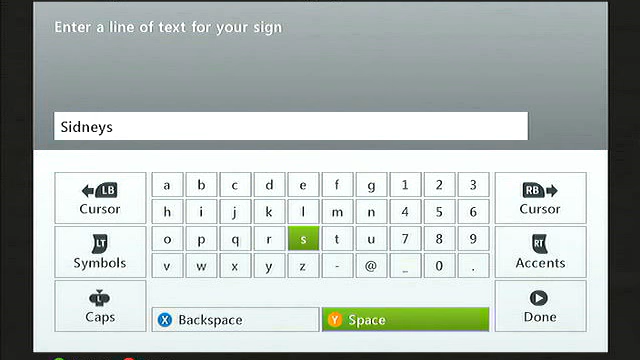 Enter a line of text for your sign
Sidneys
LB a b c d e f g 1 2 3 RB
Cursor h i j k l m n 4 5 6 Cursor
LT o p q r s t u 7 8 9 RT
Symbols v w x y z - @ _ 0 . Accents
Caps X Backspace Y Space Done